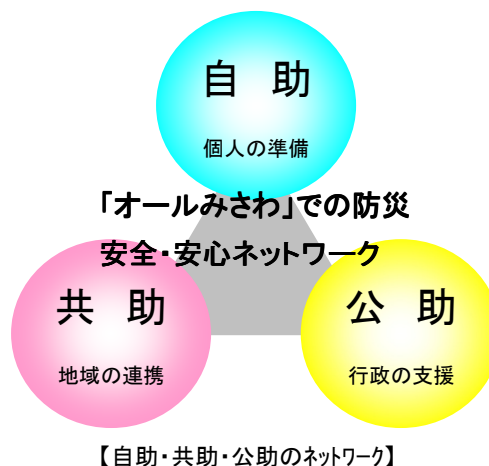 自 助
個人の準備
「オールみさわ」での防災
安全・安心ネットワーク
共 助
地域の連携
公 助
行政の支援
【自助・共助・公助のネットワーク】